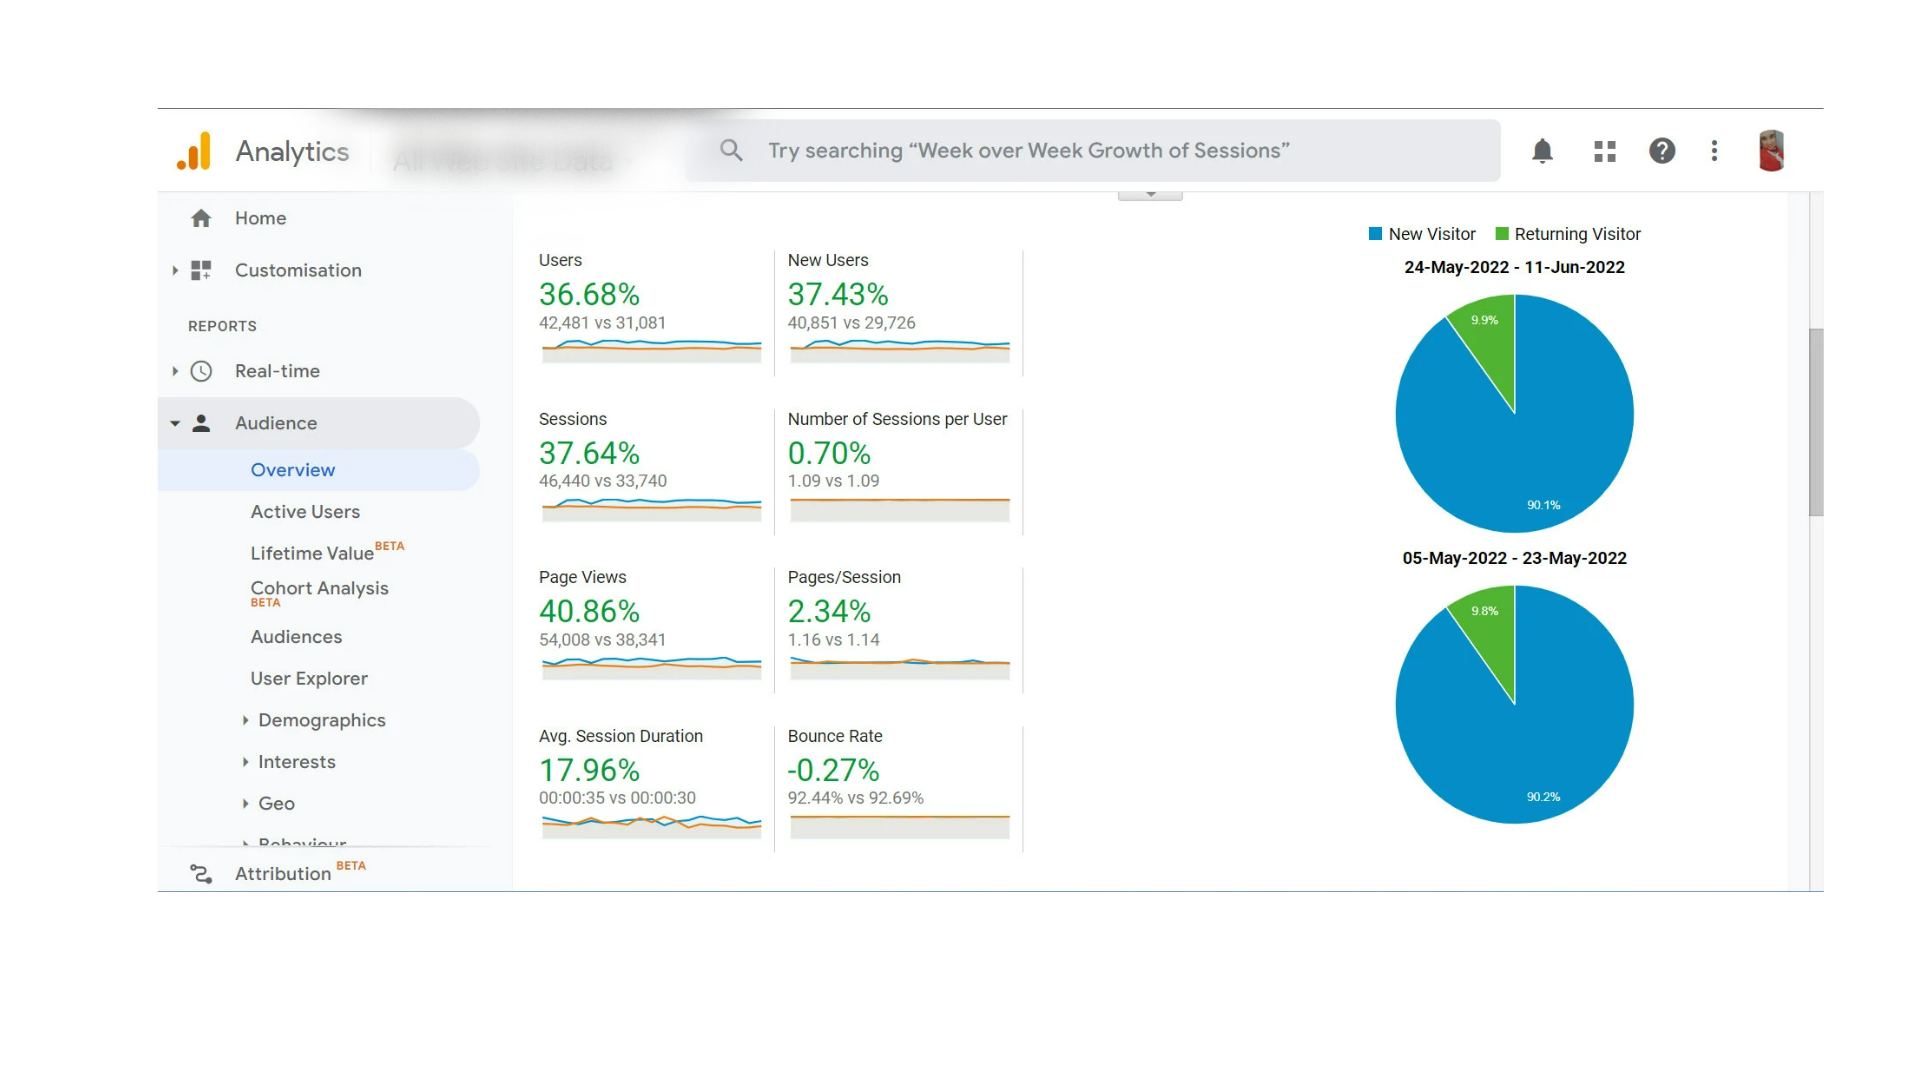 Analytics
All Web Site Data
Try searching “Week over Week Growth of Sessions”
Home
Customisation
REPORTS
Real-time
Audience
Overview
Active Users
Lifetime Value BETA
Cohort Analysis
BETA
Audiences
User Explorer
Demographics
Interests
Geo
Behaviour
Attribution BETA
Users
36.68%
42,481 vs 31,081
New Users
37.43%
40,851 vs 29,726
Sessions
37.64%
46,440 vs 33,740
Number of Sessions per User
0.70%
1.09 vs 1.09
Page Views
40.86%
54,008 vs 38,341
Pages/Session
2.34%
1.16 vs 1.14
Avg. Session Duration
17.96%
00:00:35 vs 00:00:30
Bounce Rate
-0.27%
92.44% vs 92.69%
New Visitor Returning Visitor
24-May-2022 - 11-Jun-2022
9.9%
90.1%
05-May-2022 - 23-May-2022
9.8%
90.2%